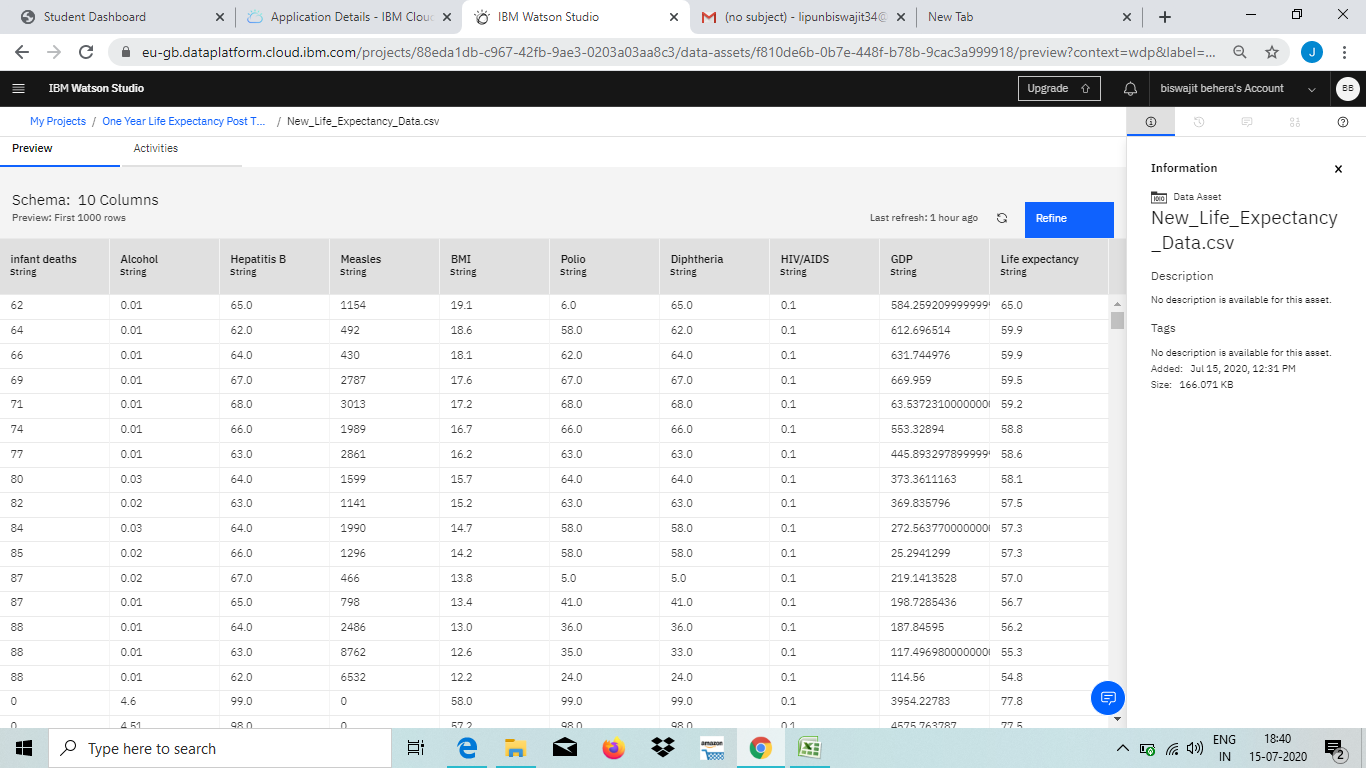 Student Dashboard
Application Details - IBM Clou
IBM Watson Studio
(no subject) - lipunbiswajit34@
New Tab
eu-gb.dataplatform.cloud.ibm.com/projects/88eda1db-c967-42fb-9ae3-0203a03aa8c3/data-assets/f810de6b-0b7e-448f-b78b-9cac3a999918/preview?context=wdp&label=...
J
IBM Watson Studio
Upgrade
biswajit behera's Account
BB
My Projects / One Year Life Expectancy Post T... / New_Life_Expectancy_Data.csv
Preview Activities
Schema: 10 Columns
Preview: First 1000 rows
Last refresh: 1 hour ago
Refine
infant deaths Alcohol Hepatitis B Measles BMI Polio Diphtheria HIV/AIDS GDP Life expectancy
String String String String String String String String String String
62 0.01 65.0 1154 19.1 6.0 65.0 0.1 584.259209999999 65.0
64 0.01 62.0 492 18.6 58.0 62.0 0.1 612.696514 59.9
66 0.01 64.0 430 18.1 62.0 64.0 0.1 631.744976 59.9
69 0.01 67.0 2787 17.6 67.0 67.0 0.1 669.959 59.5
71 0.01 68.0 3013 17.2 68.0 68.0 0.1 63.5372310000000 59.2
74 0.01 66.0 1989 16.7 66.0 66.0 0.1 553.32894 58.8
77 0.01 63.0 2861 16.2 63.0 63.0 0.1 445.893297899999 58.6
80 0.03 64.0 1599 15.7 64.0 64.0 0.1 373.3611163 58.1
82 0.02 63.0 1141 15.2 63.0 63.0 0.1 369.835796 57.5
84 0.03 64.0 1990 14.7 58.0 58.0 0.1 272.563770000000 57.3
85 0.02 66.0 1296 14.2 58.0 58.0 0.1 25.2941299 57.3
87 0.02 67.0 466 13.8 5.0 5.0 0.1 219.1413528 57.0
87 0.01 65.0 798 13.4 41.0 41.0 0.1 198.7285436 56.7
88 0.01 64.0 2486 13.0 36.0 36.0 0.1 187.84595 56.2
88 0.01 63.0 8762 12.6 35.0 33.0 0.1 117.496980000000 55.3
88 0.01 62.0 6532 12.2 24.0 24.0 0.1 114.56 54.8
0 4.6 99.0 0 58.0 99.0 99.0 0.1 3954.22783 77.8
0 4.51 98.0 0 57.2 98.0 98.0 0.1 4575.763787 77.5
Information
Data Asset
New_Life_Expectancy
_Data.csv
Description
No description is available for this asset.
Tags
No description is available for this asset.
Added: Jul 15, 2020, 12:31 PM
Size: 166.071 KB
Type here to search
amazon
ENG
IN
18:40
15-07-2020
2